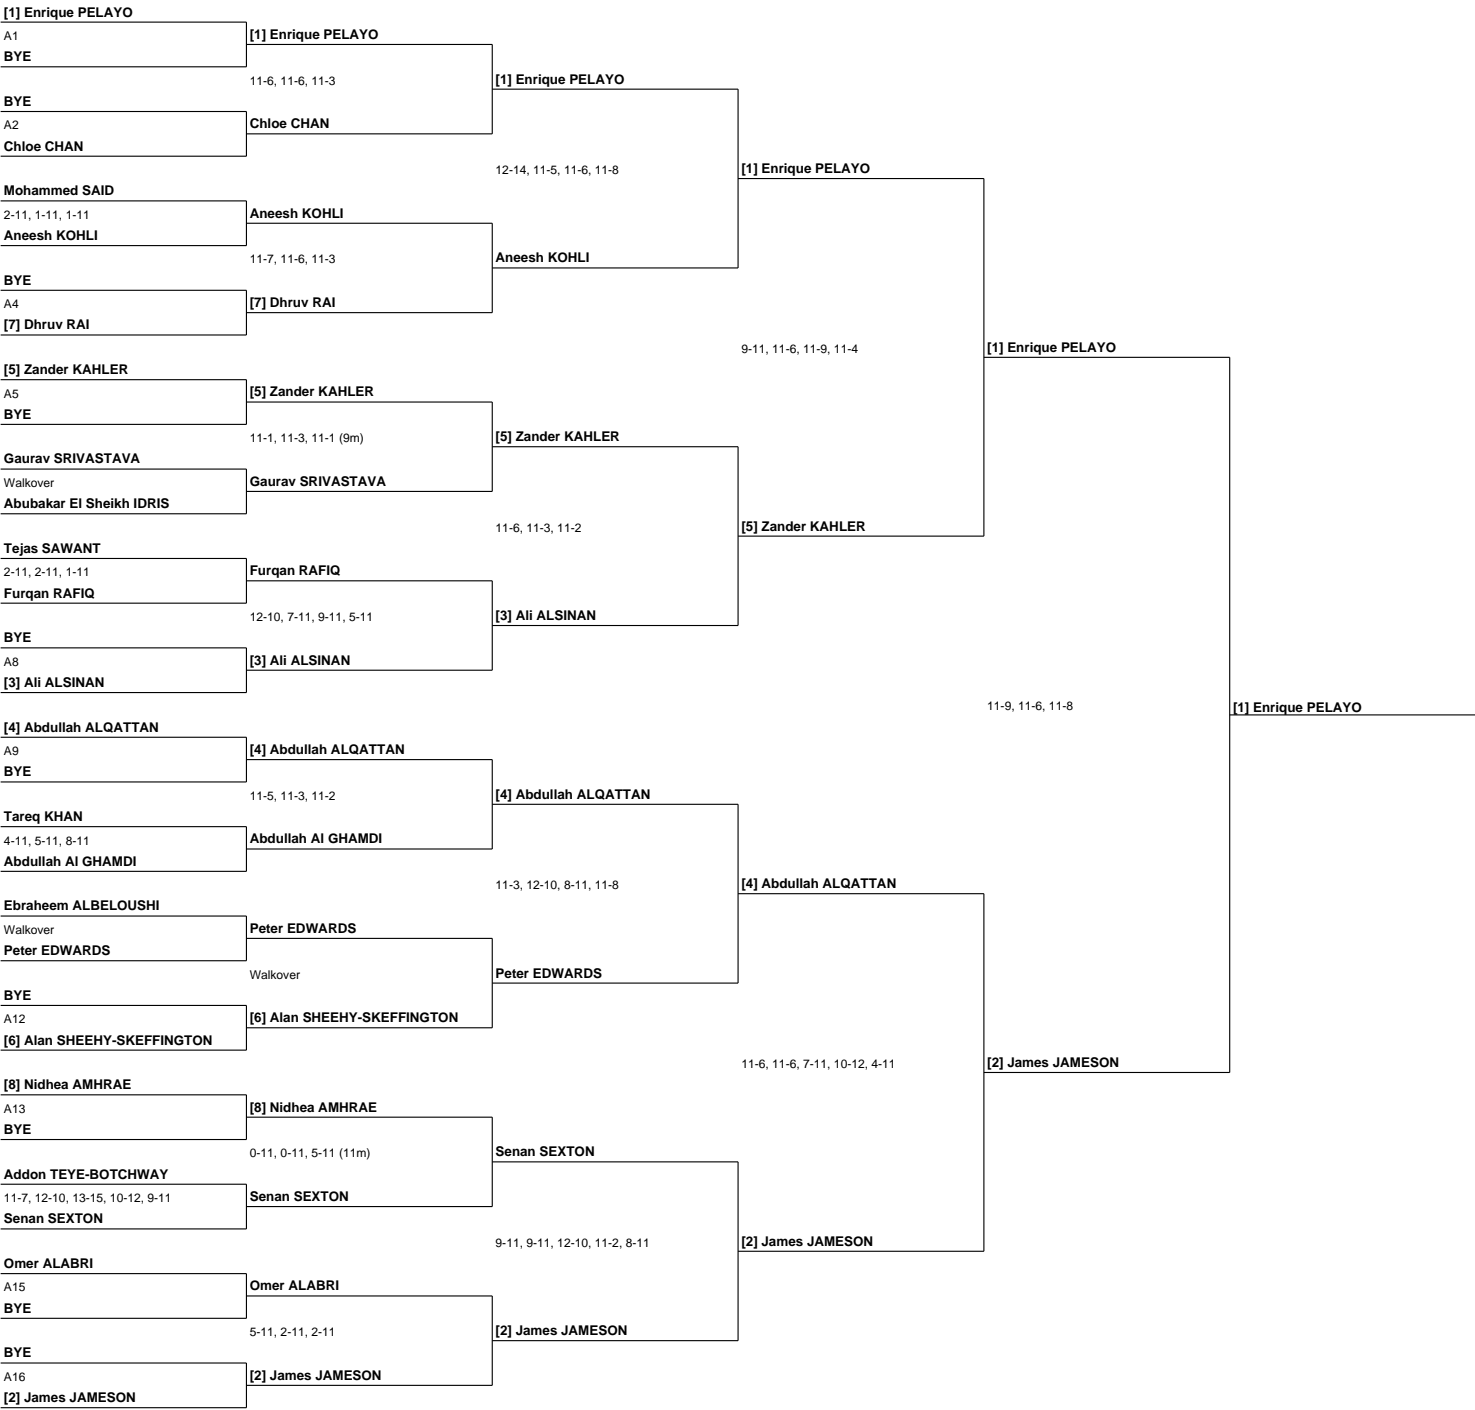 [1] Enrique PELAYO
A1
BYE
BYE
A2
Chloe CHAN
Mohammed SAID
2-11, 1-11, 1-11
Aneesh KOHLI
BYE
A4
[7] Dhruv RAI
[5] Zander KAHLER
A5
BYE
Gaurav SRIVASTAVA
Walkover
Abubakar El Sheikh IDRIS
Tejas SAWANT
2-11, 2-11, 1-11
Furqan RAFIQ
BYE
A8
[3] Ali ALSINAN
[4] Abdullah ALQATTAN
A9
BYE
Tareq KHAN
4-11, 5-11, 8-11
Abdullah Al GHAMDI
Ebraheem ALBELOUSHI
Walkover
Peter EDWARDS
BYE
A12
[6] Alan SHEEHY-SKEFFINGTON
[8] Nidhea AMHRAE
A13
BYE
Addon TEYE-BOTCHWAY
11-7, 12-10, 13-15, 10-12, 9-11
Senan SEXTON
Omer ALABRI
A15
BYE
BYE
A16
[2] James JAMESON
[1] Enrique PELAYO
11-6, 11-6, 11-3
Chloe CHAN
Aneesh KOHLI
11-7, 11-6, 11-3
[7] Dhruv RAI
[5] Zander KAHLER
11-1, 11-3, 11-1 (9m)
Gaurav SRIVASTAVA
Furqan RAFIQ
12-10, 7-11, 9-11, 5-11
[3] Ali ALSINAN
[4] Abdullah ALQATTAN
11-5, 11-3, 11-2
Abdullah Al GHAMDI
Peter EDWARDS
Walkover
[6] Alan SHEEHY-SKEFFINGTON
[8] Nidhea AMHRAE
0-11, 0-11, 5-11 (11m)
Senan SEXTON
Omer ALABRI
5-11, 2-11, 2-11
[2] James JAMESON
[1] Enrique PELAYO
12-14, 11-5, 11-6, 11-8
Aneesh KOHLI
[5] Zander KAHLER
11-6, 11-3, 11-2
[3] Ali ALSINAN
[4] Abdullah ALQATTAN
11-3, 12-10, 8-11, 11-8
Peter EDWARDS
Senan SEXTON
9-11, 9-11, 12-10, 11-2, 8-11
[2] James JAMESON
[1] Enrique PELAYO
9-11, 11-6, 11-9, 11-4
[5] Zander KAHLER
[4] Abdullah ALQATTAN
11-6, 11-6, 7-11, 10-12, 4-11
[2] James JAMESON
[1] Enrique PELAYO
11-9, 11-6, 11-8
[2] James JAMESON
[1] Enrique PELAYO